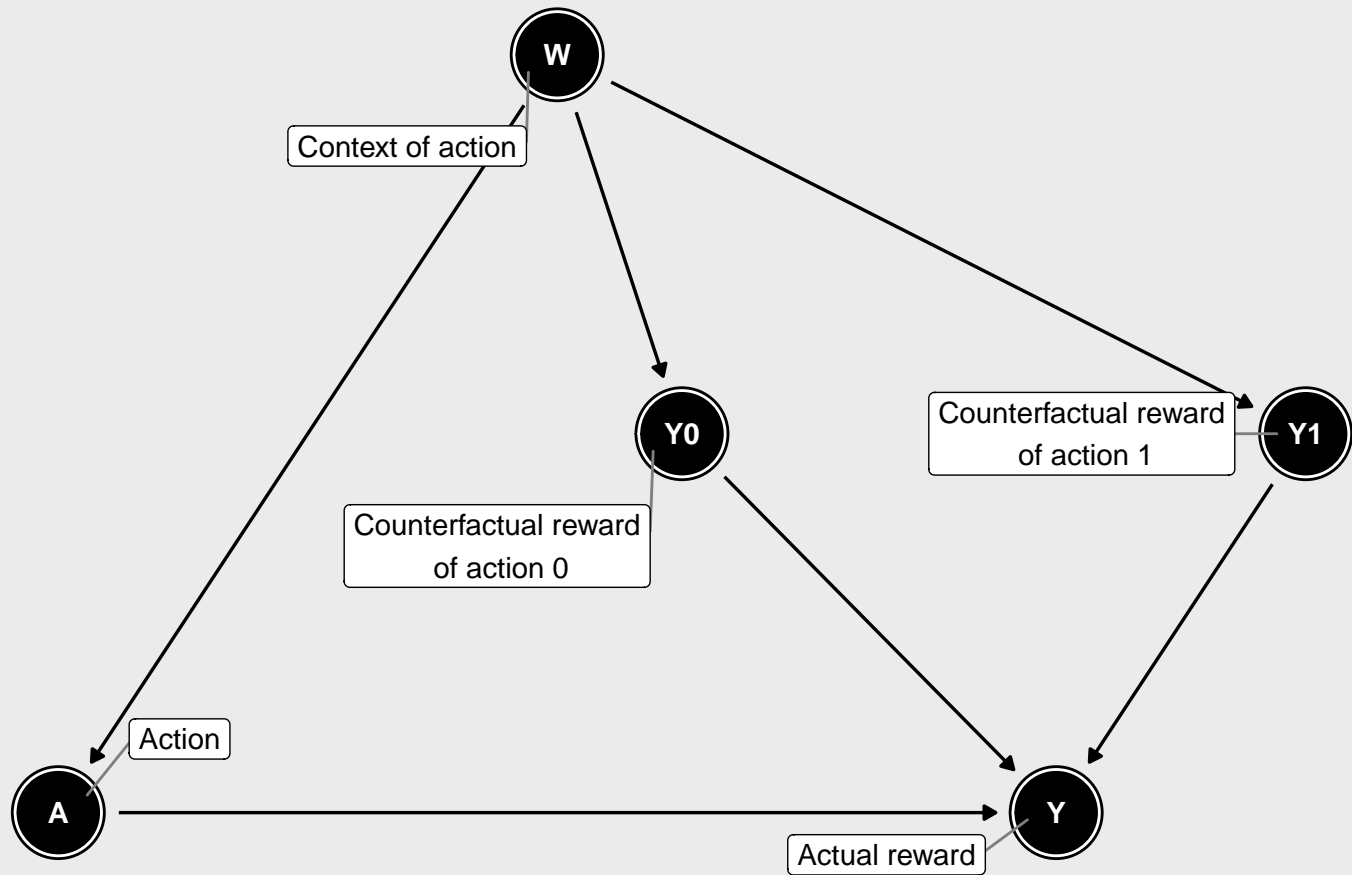 W
Context of action
Y0
Counterfactual reward
of action 1
Y1
Counterfactual reward
of action 0
Action
A
Y
Actual reward